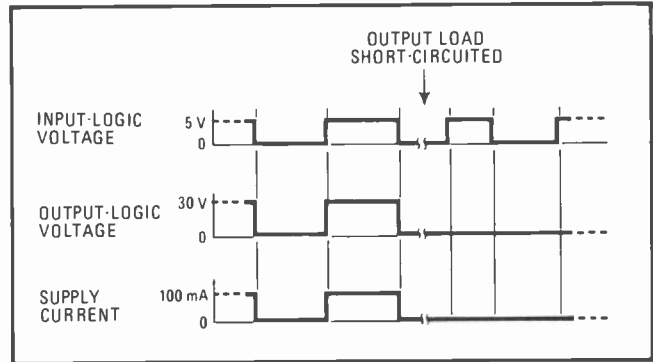 OUTPUT LOAD
SHORT-CIRCUITED
INPUT-LOGIC
VOLTAGE
5 V
0
OUTPUT-LOGIC
VOLTAGE
30 V
0
SUPPLY
CURRENT
100 mA
0